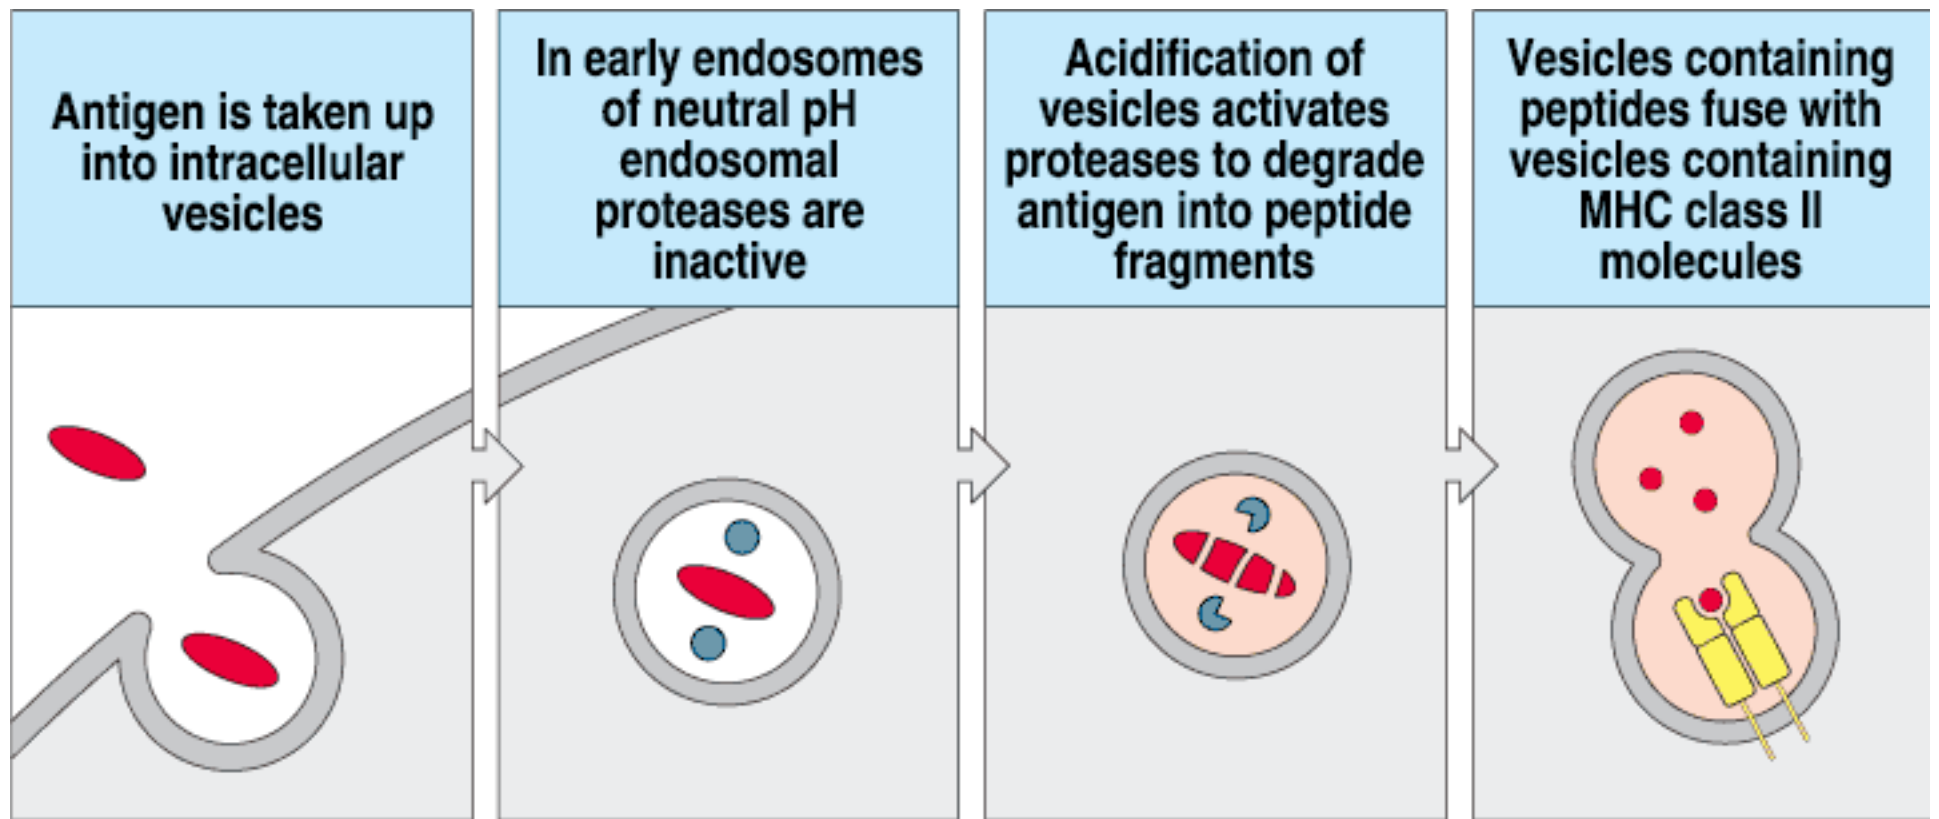 Antigen is taken up
into intracellular
vesicles
In early endosomes
of neutral pH
endosomal
proteases are
inactive
Acidification of
vesicles activates
proteases to degrade
antigen into peptide
fragments
Vesicles containing
peptides fuse with
vesicles containing
MHC class II
molecules